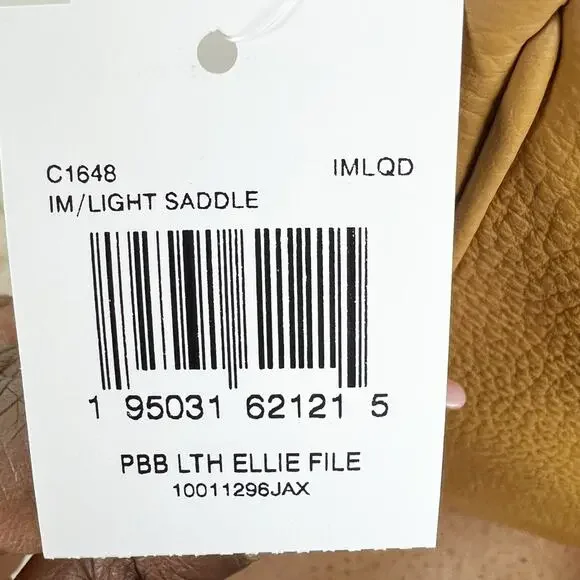 C1648 IMLQD
IM/LIGHT SADDLE
1 95031 62121 5
PBB LTH ELLIE FILE
10011296JAX